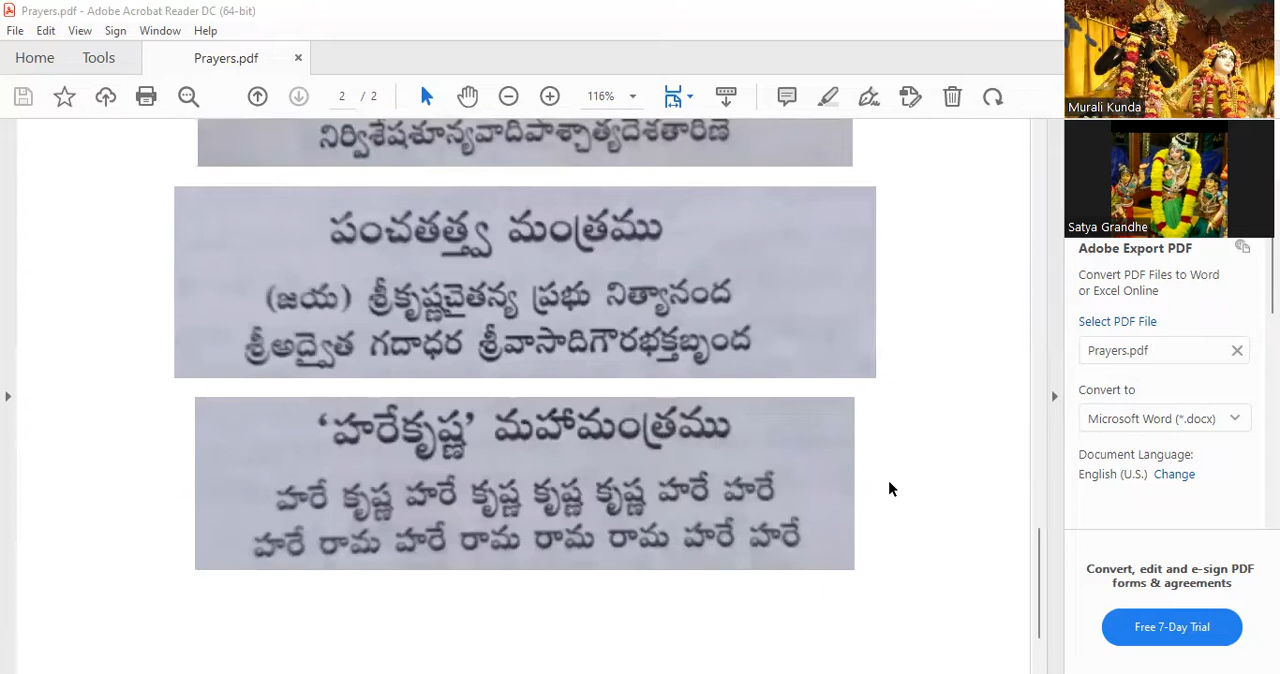 Prayers.pdf - Adobe Acrobat Reader DC (64-bit)
File Edit View Sign Window Help
Home Tools Prayers.pdf ×
2 / 2 116%
నిర్విశేషశూన్యవాదిపాశ్చాత్యదేశతారిణే
పంచతత్త్వ మంత్రము
(జయ) శ్రీకృష్ణచైతన్య ప్రభు నిత్యానంద
శ్రీఅద్వైత గదాధర శ్రీవాసాదిగౌరభక్తబృంద
‘హరేకృష్ణ’ మహామంత్రము
హరే కృష్ణ హరే కృష్ణ కృష్ణ కృష్ణ హరే హరే
హరే రామ హరే రామ రామ రామ హరే హరే
Murali Kunda
Satya Grandhe
Adobe Export PDF
Convert PDF Files to Word
or Excel Online
Select PDF File
Prayers.pdf
Convert to
Microsoft Word (*.docx)
Document Language:
English (U.S.) Change
Convert, edit and e-sign PDF
forms & agreements
Free 7-Day Trial